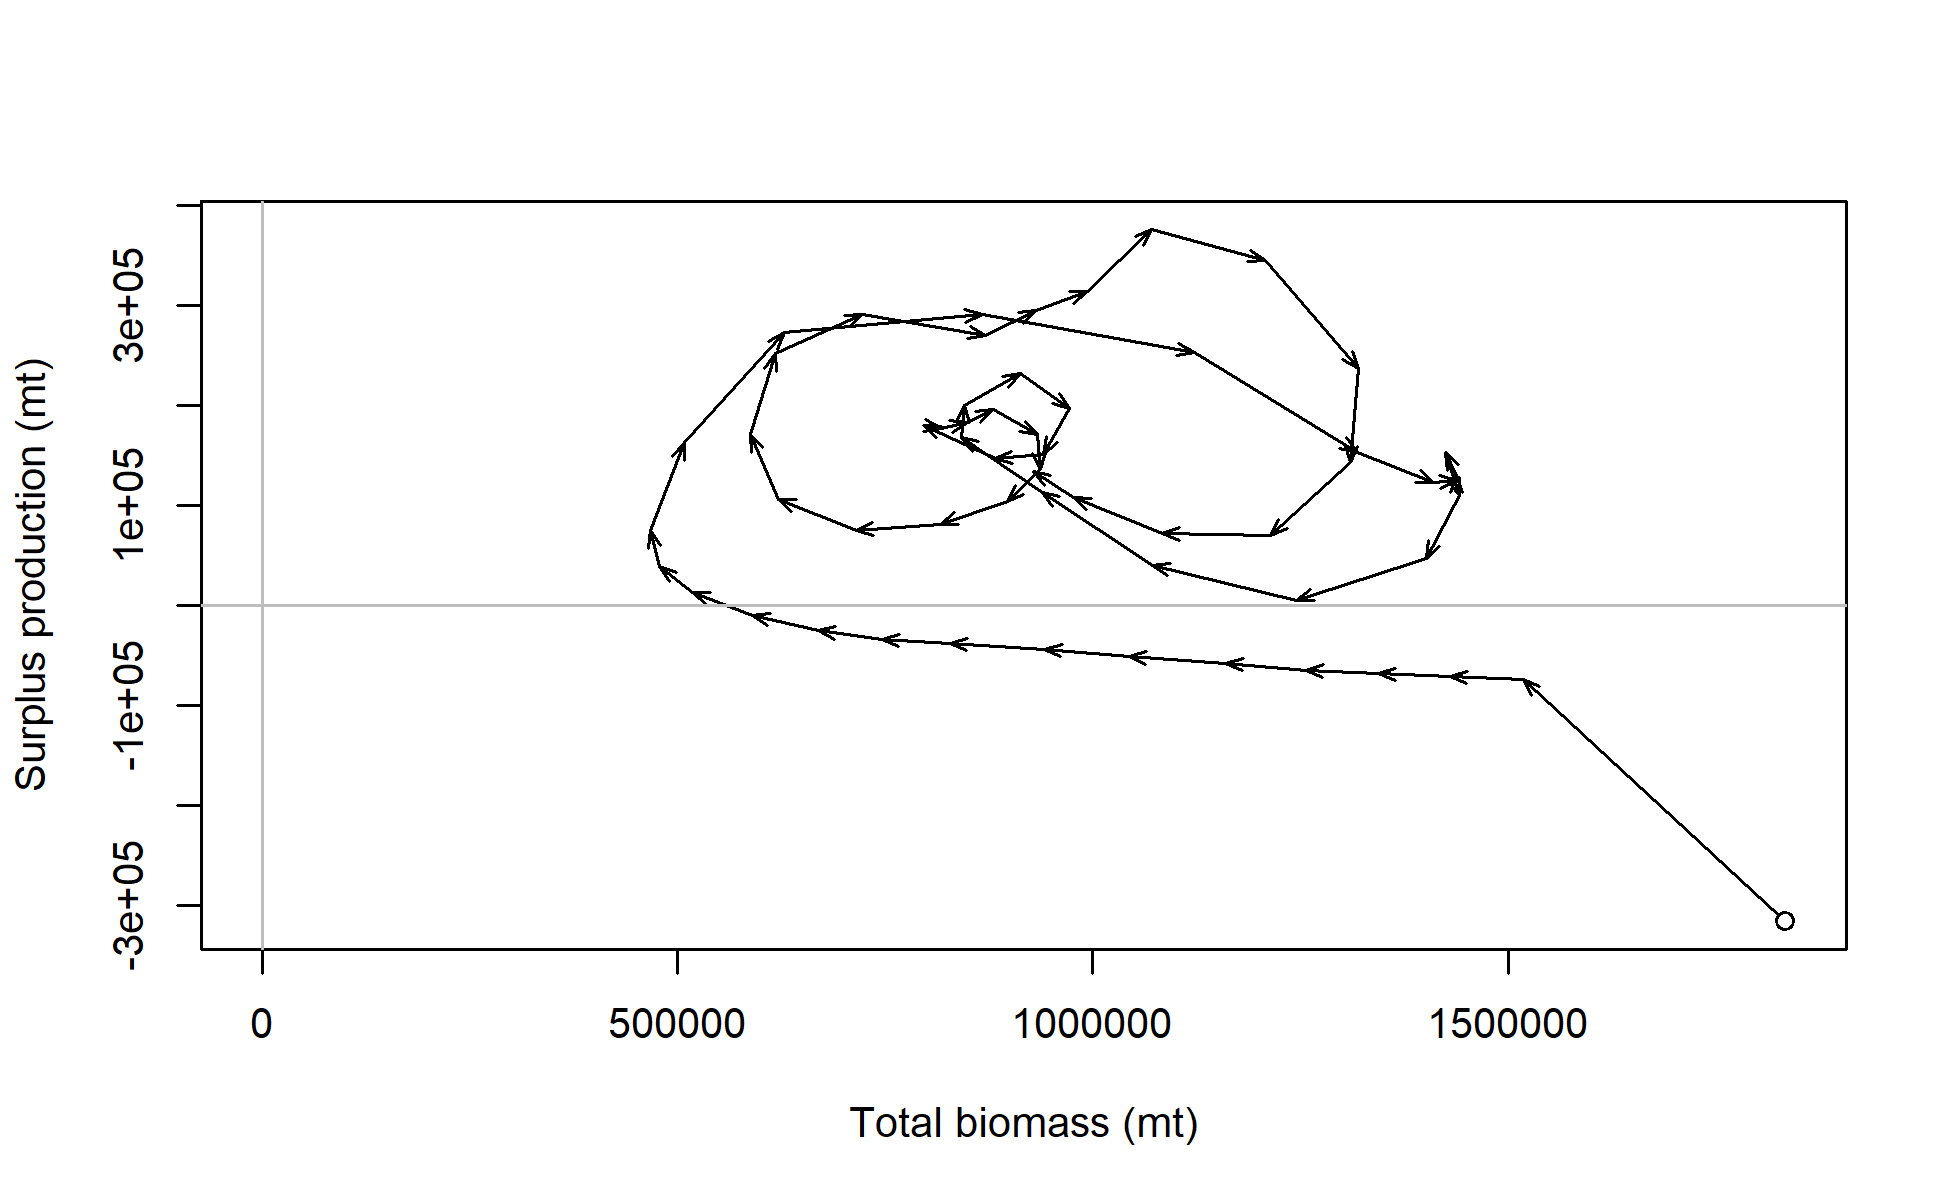 Surplus production (mt)
3e+05
1e+05
-1e+05
-3e+05
0 500000 1000000 1500000
Total biomass (mt)